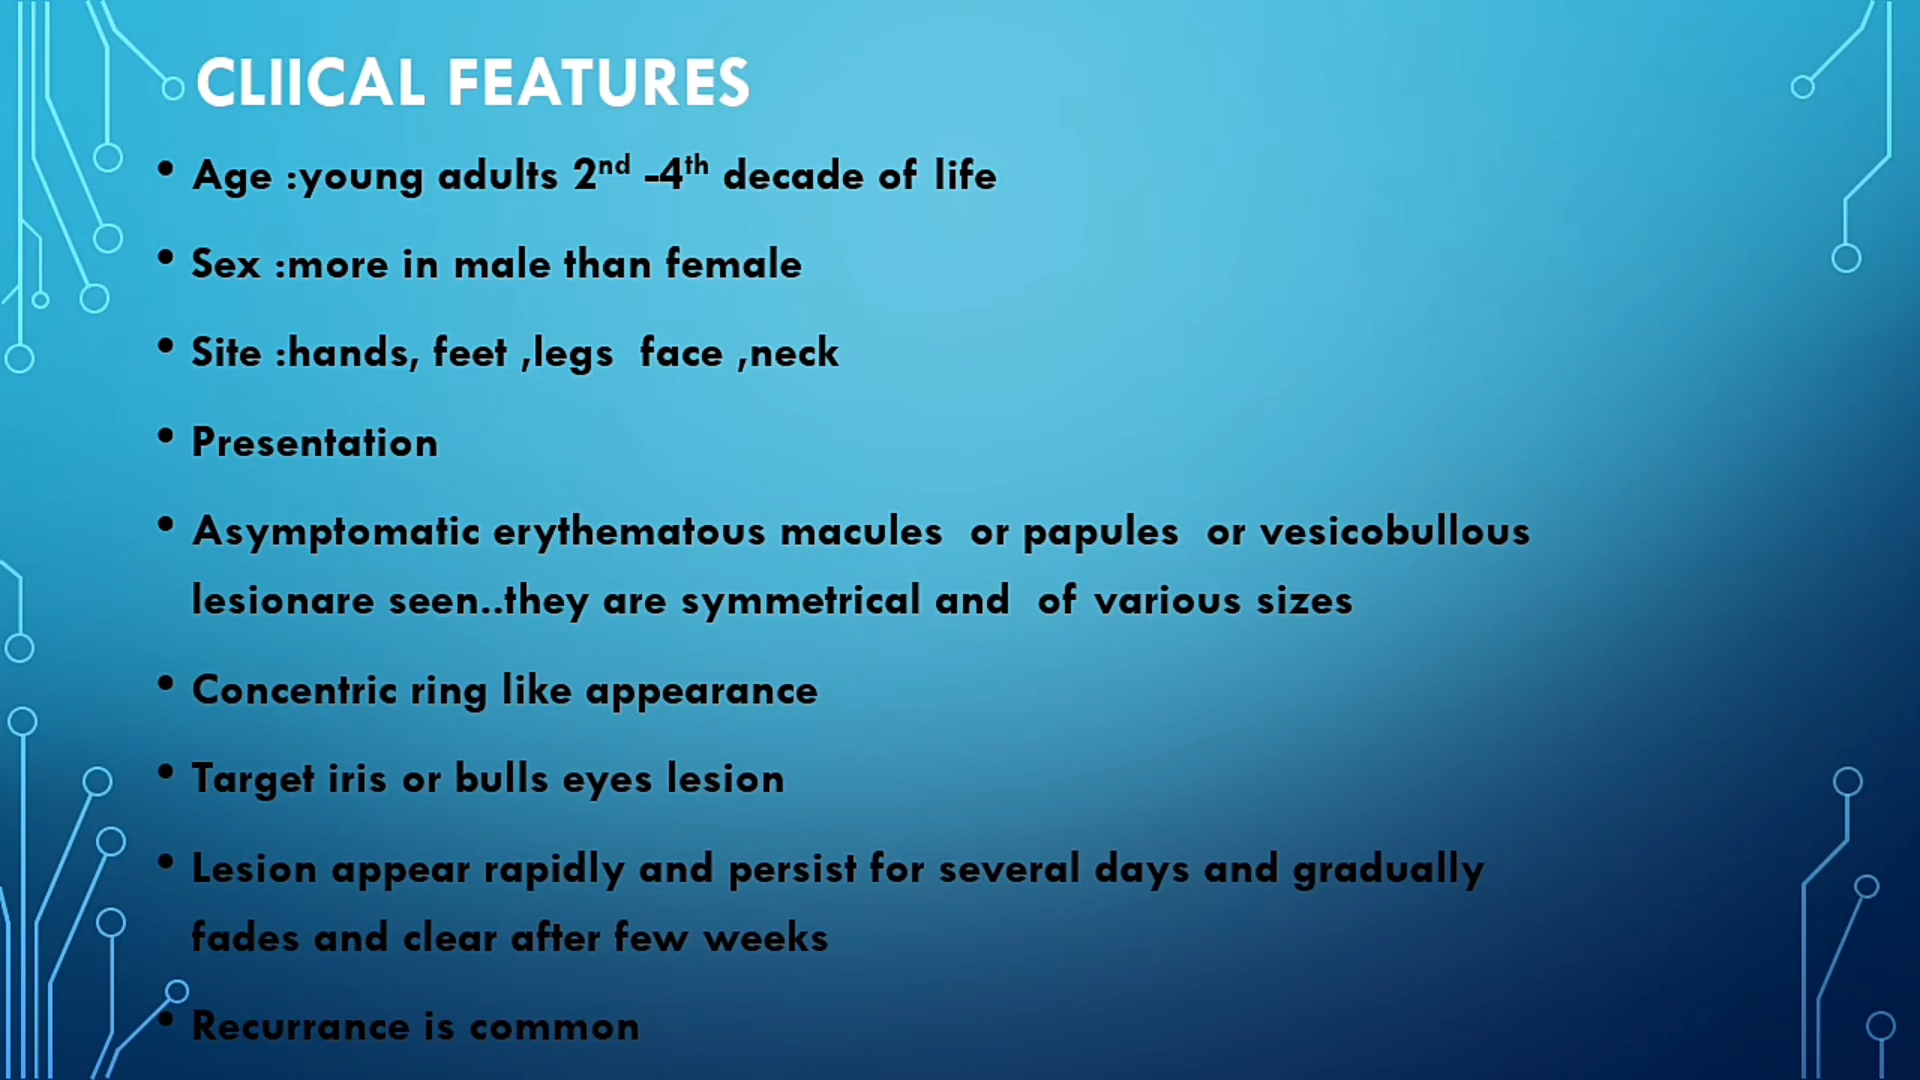 CLIICAL FEATURES
• Age :young adults 2nd -4th decade of life
• Sex :more in male than female
• Site :hands, feet ,legs  face ,neck
• Presentation
• Asymptomatic erythematous macules  or papules  or vesicobullous
lesionare seen..they are symmetrical and  of various sizes
• Concentric ring like appearance
• Target iris or bulls eyes lesion
• Lesion appear rapidly and persist for several days and gradually
fades and clear after few weeks
• Recurrance is common